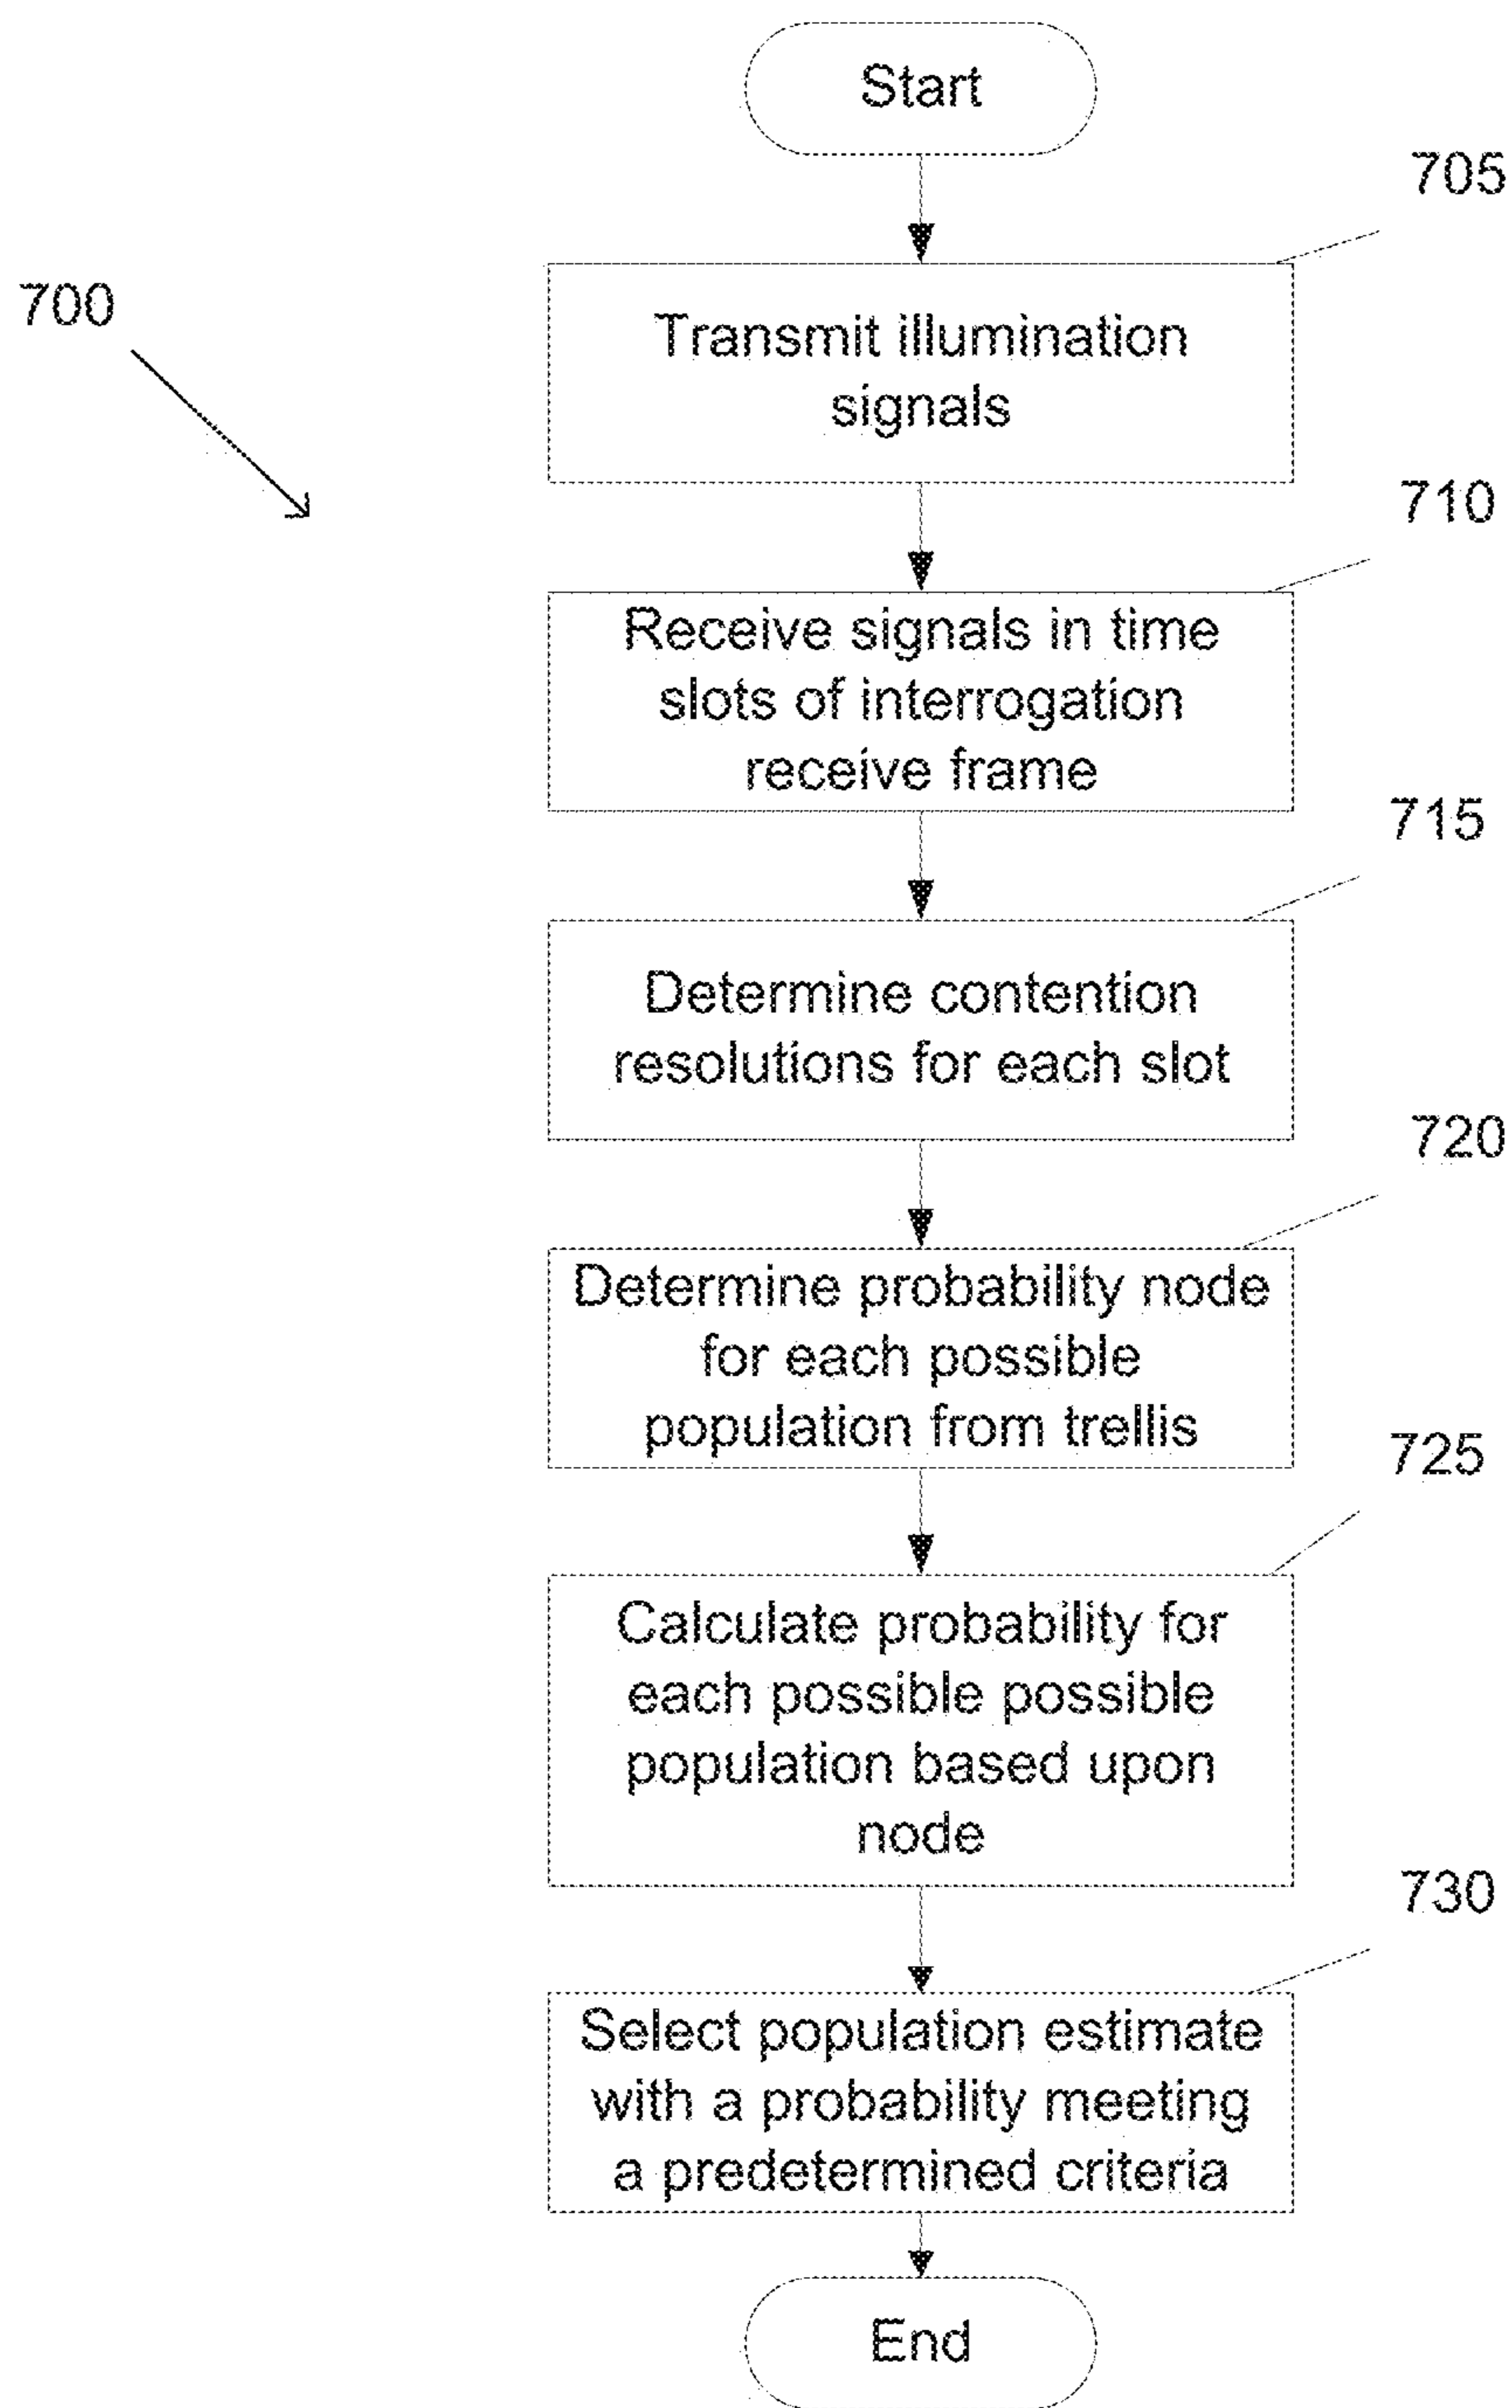 Start
705
700
Transmit illumination
signals
710
Receive signals in time
slots of interrogation
receive frame
715
Determine contention
resolutions for each slot
720
Determine probability node
for each possible
population from trellis
725
Calculate probability for
each possible possible
population based upon
node
730
Select population estimate
with a probability meeting
a predetermined criteria
End